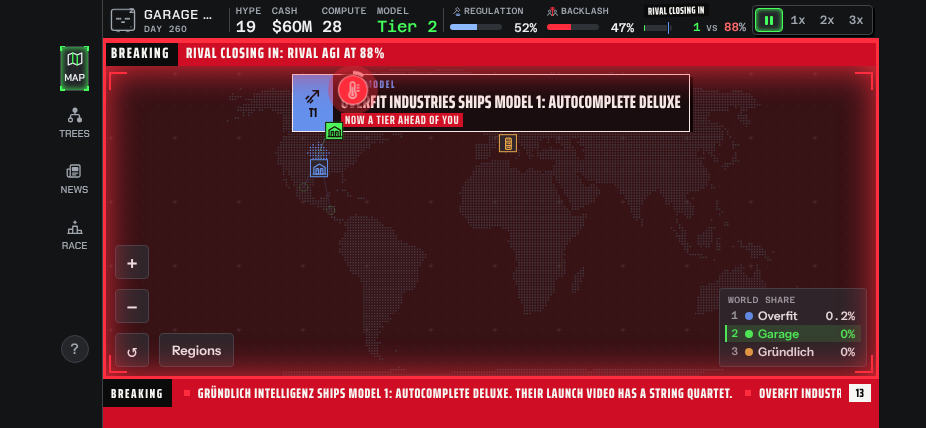 GARAGE ...
DAY 260
HYPE
19
CASH
$60M
COMPUTE
28
MODEL
Tier 2
REGULATION
52%
BACKLASH
47%
RIVAL CLOSING IN
1 vs 88%
1x
2x
3x
BREAKING
RIVAL CLOSING IN: RIVAL AGI AT 88%
MAP
TREES
NEWS
RACE
?
T1
MODEL
OVERFIT INDUSTRIES SHIPS MODEL 1: AUTOCOMPLETE DELUXE
NOW A TIER AHEAD OF YOU
+
−
↺
Regions
WORLD SHARE
1 Overfit 0.2%
2 Garage 0%
3 Gründlich 0%
BREAKING
GRÜNDLICH INTELLIGENZ SHIPS MODEL 1: AUTOCOMPLETE DELUXE. THEIR LAUNCH VIDEO HAS A STRING QUARTET.
OVERFIT INDUSTR
13